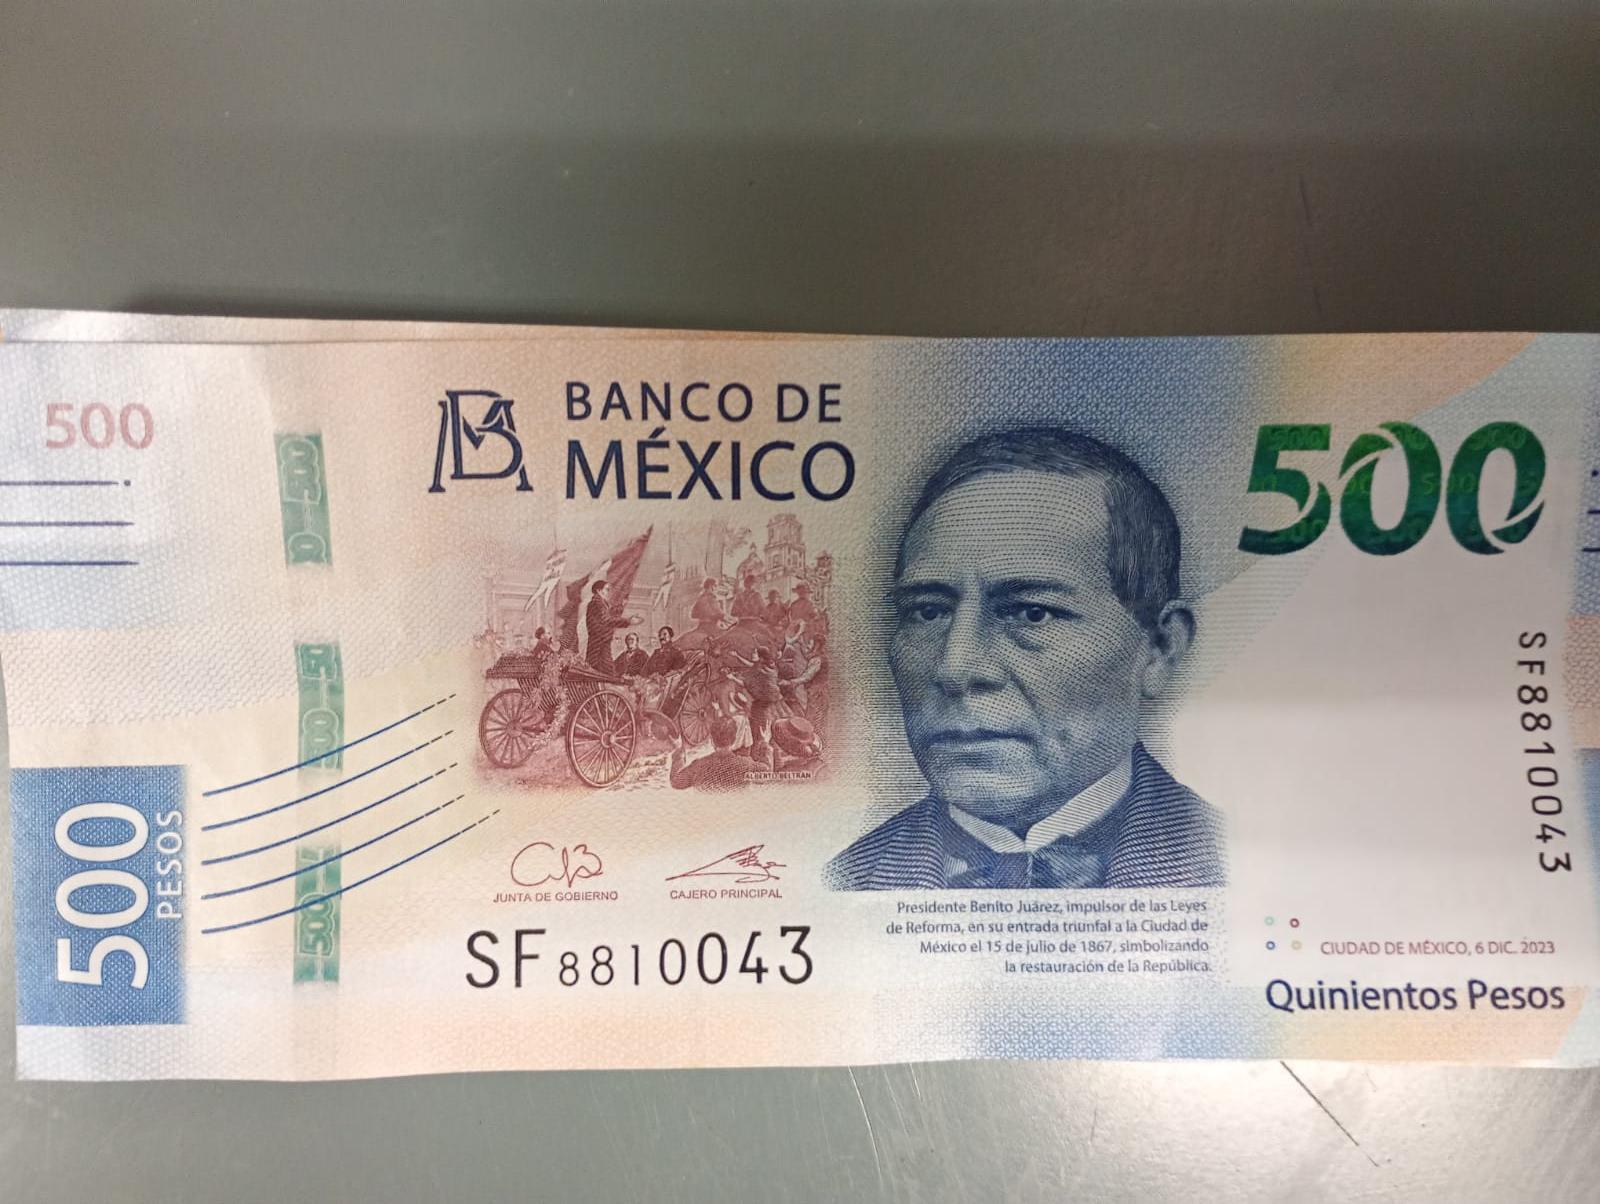 500
BM
BANCO DE
MÉXICO
500
500
PESOS
ALBERTO BELTRÁN
JUNTA DE GOBIERNO
CAJERO PRINCIPAL
SF8810043
Presidente Benito Juárez, impulsor de las Leyes
de Reforma, en su entrada triunfal a la Ciudad de
México el 15 de julio de 1867, simbolizando
la restauración de la República.
SF8810043
CIUDAD DE MÉXICO, 6 DIC. 2023
Quinientos Pesos